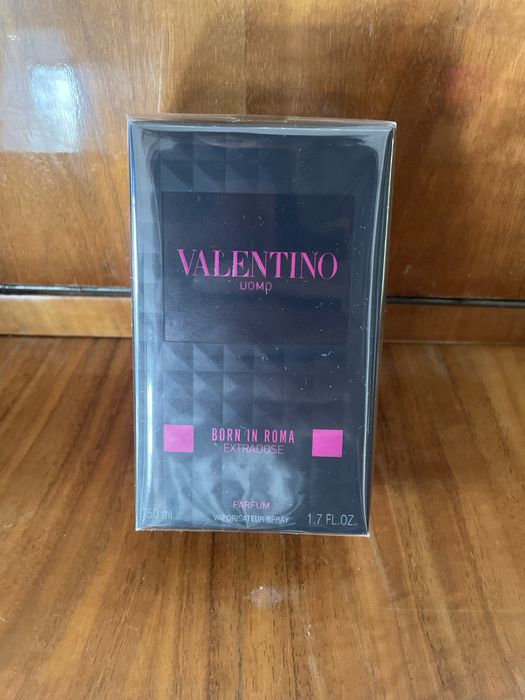 VALENTINO
UOMO
BORN IN ROMA
EXTRADOSE
PARFUM
50 ml VAPORISATEUR-SPRAY 1.7 FL.OZ.